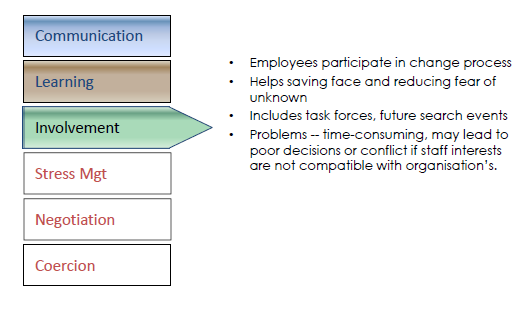 Communication
Learning
Involvement
Stress Mgt
Negotiation
Coercion
• Employees participate in change process
• Helps saving face and reducing fear of
unknown
• Includes task forces, future search events
• Problems -- time-consuming, may lead to
poor decisions or conflict if staff interests
are not compatible with organisation's.